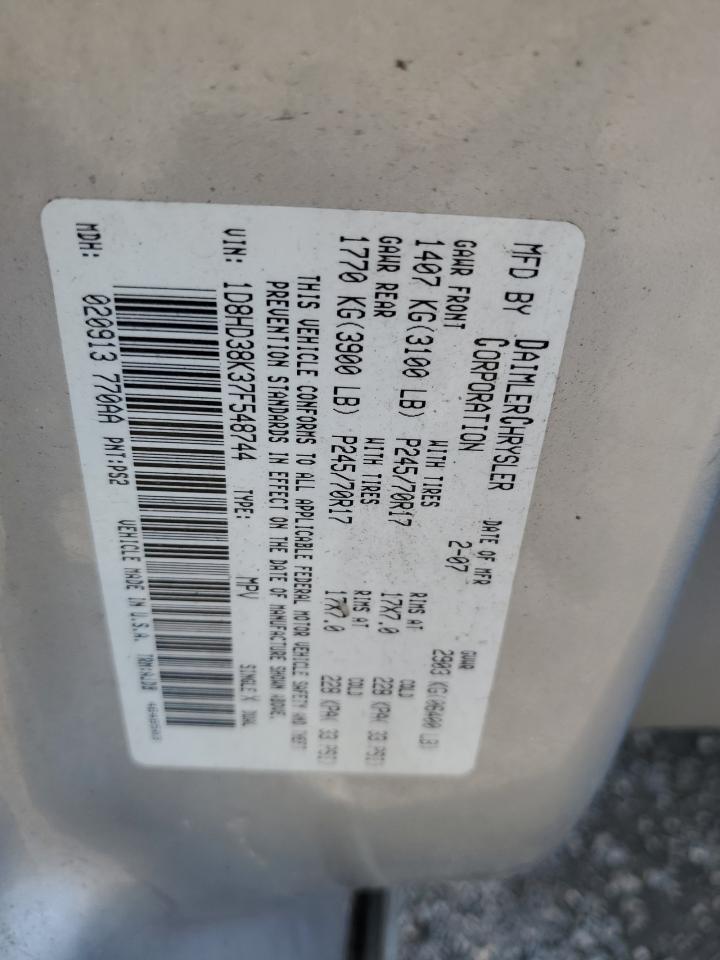 MFD BY DAIMLERCHRYSLER
CORPORATION
DATE OF MFR
2-07
GVWR
2903 KG(06400 LB)
GAWR FRONT
1407 KG(3100 LB)
WITH TIRES
P245/70R17
RIMS AT
17X7.0
COLD
228 KPA( 33 PSI)
GAWR REAR
1770 KG(3900 LB)
WITH TIRES
P245/70R17
RIMS AT
17X7.0
COLD
228 KPA( 33 PSI)
THIS VEHICLE CONFORMS TO ALL APPLICABLE FEDERAL MOTOR VEHICLE SAFETY AND THEFT
PREVENTION STANDARDS IN EFFECT ON THE DATE OF MANUFACTURE SHOWN ABOVE.
VIN: 1D8HD38K37F548744 TYPE: MPV SINGLE X DUAL
MDH: 020913 770AA PNT:PS2 VEHICLE MADE IN U.S.A.